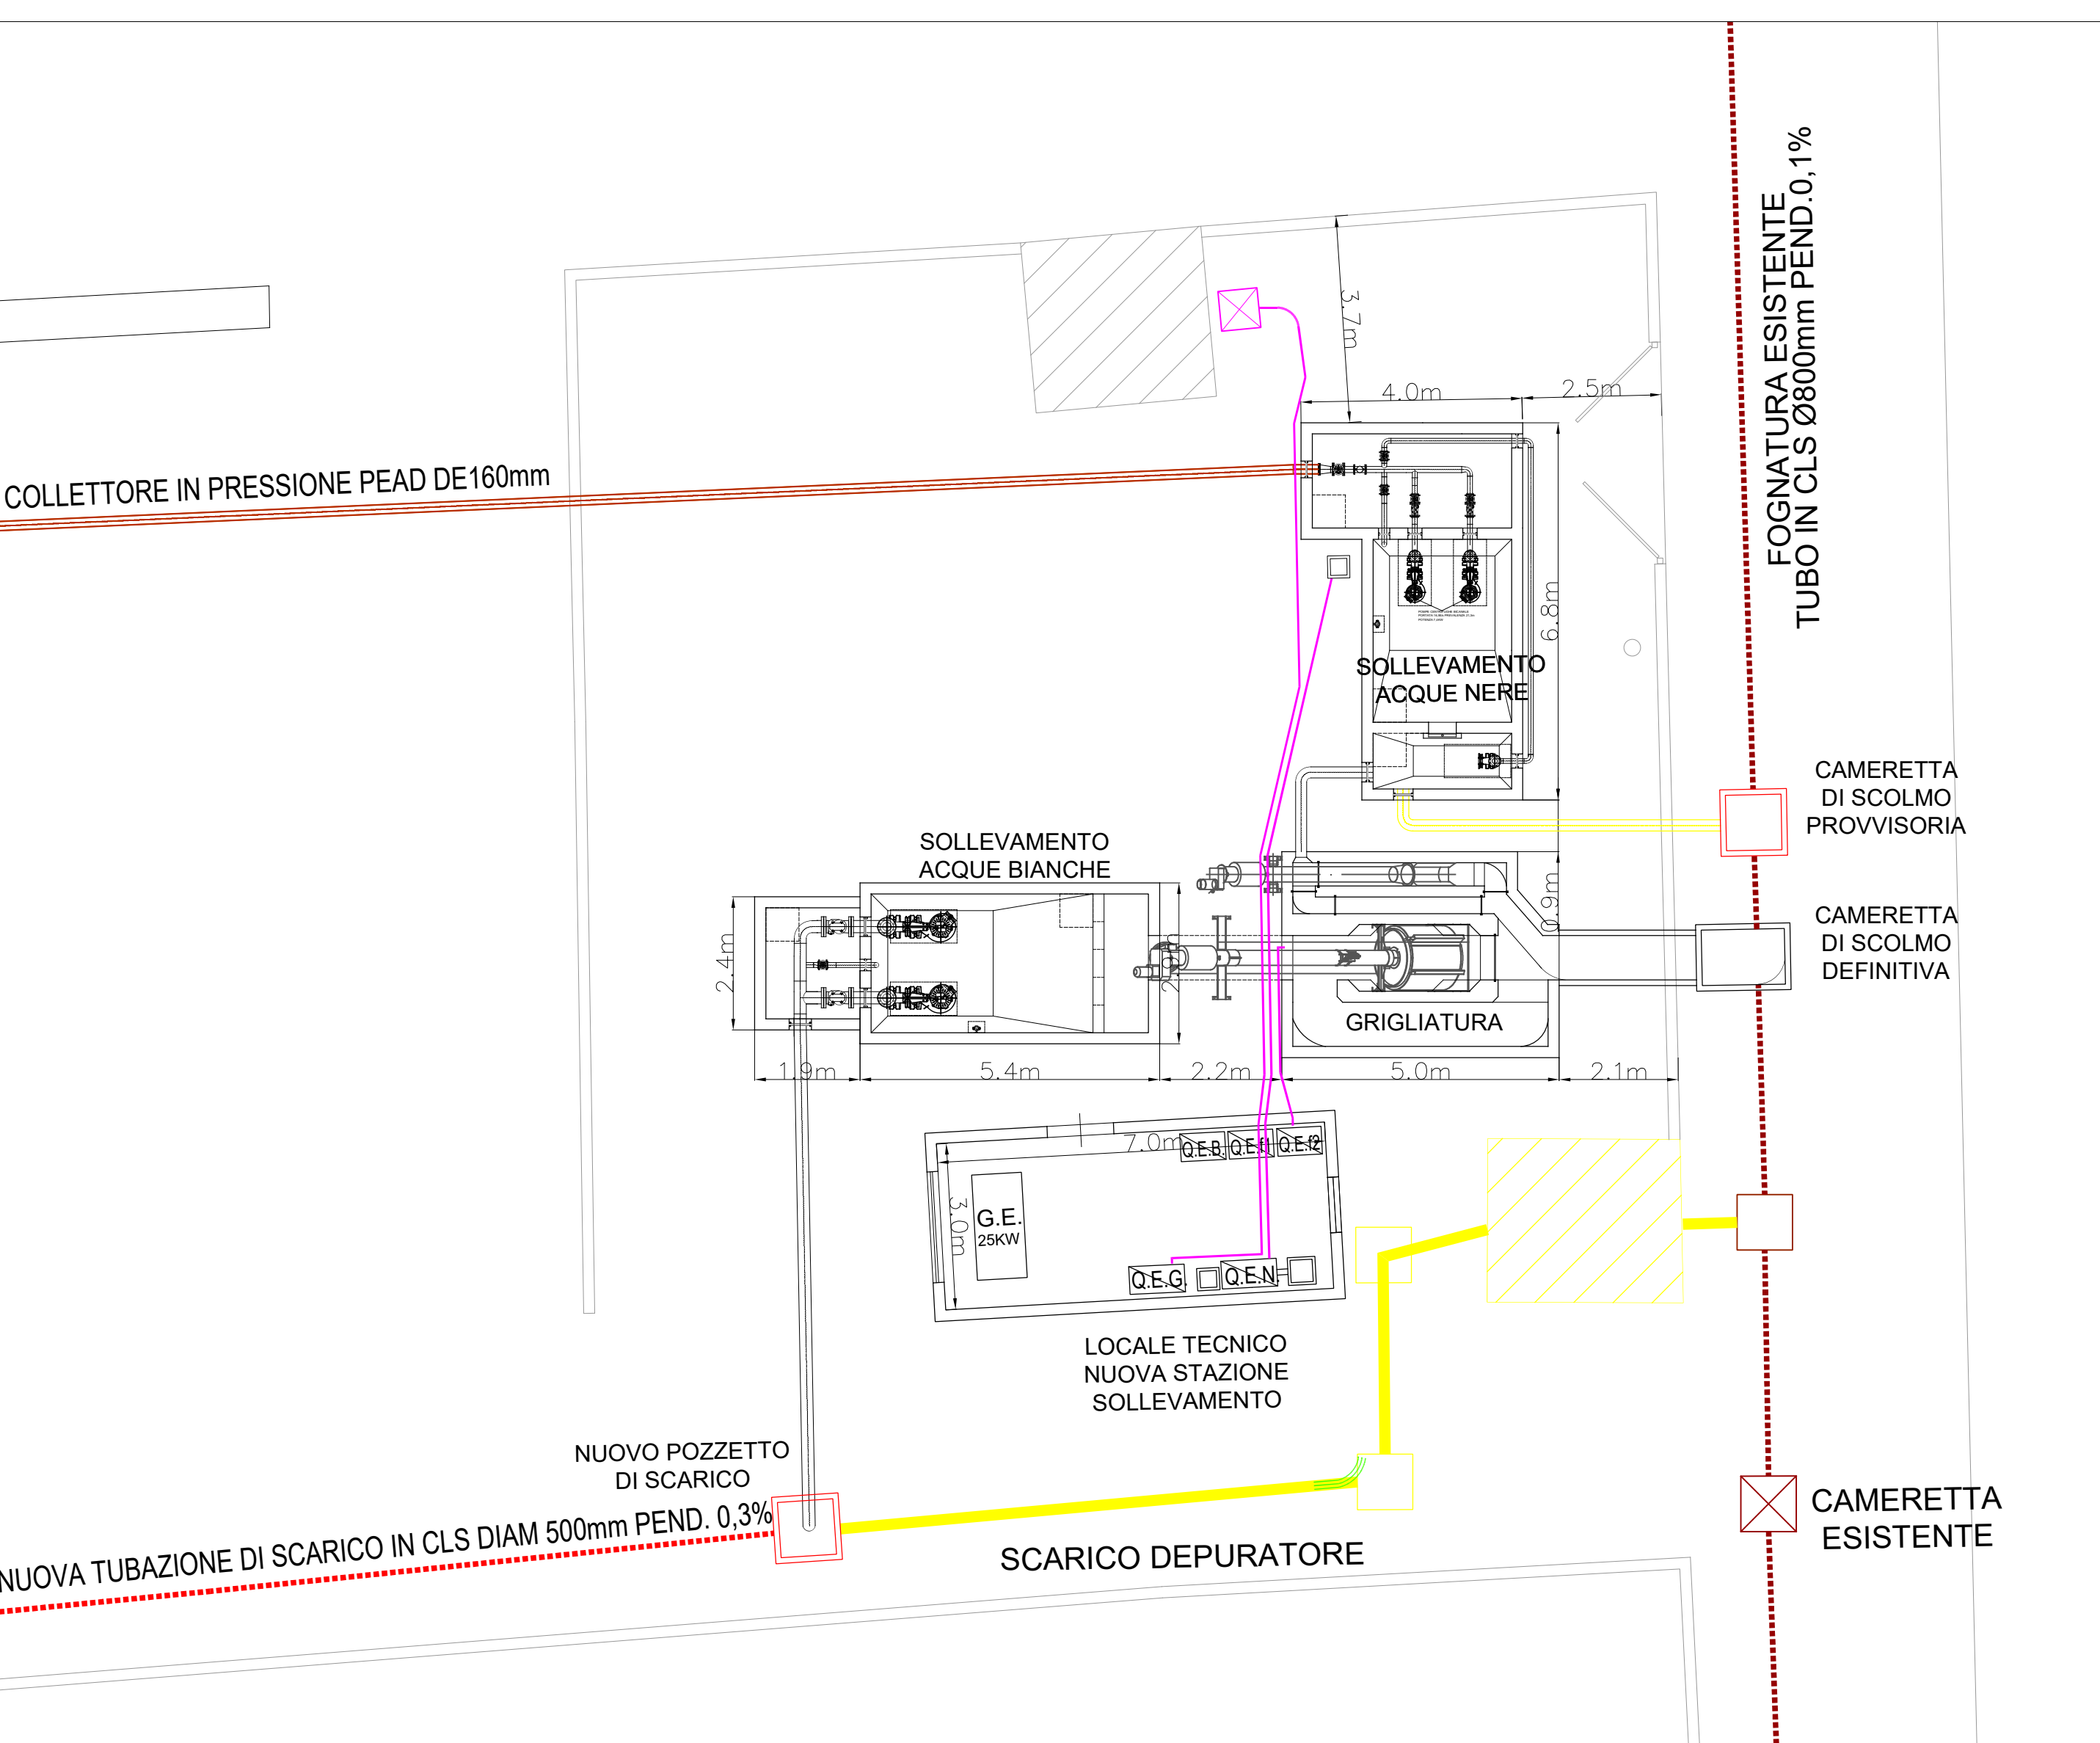 FOGNATURA ESISTENTE
TUBO IN CLS Ø800mm PEND.0,1%
3.7m
4.0m
2.5m
COLLETTORE IN PRESSIONE PEAD DE160mm
6.8m
SOLLEVAMENTO
ACQUE NERE
CAMERETTA
DI SCOLMO
PROVVISORIA
SOLLEVAMENTO
ACQUE BIANCHE
CAMERETTA
DI SCOLMO
DEFINITIVA
2.4m
GRIGLIATURA
1.9m
5.4m
2.2m
5.0m
2.1m
7.0m
Q.E.B.
Q.E.f1
Q.E.f2
3.0m
G.E.
25KW
Q.E.G.
Q.E.N.
LOCALE TECNICO
NUOVA STAZIONE
SOLLEVAMENTO
NUOVO POZZETTO
DI SCARICO
NUOVA TUBAZIONE DI SCARICO IN CLS DIAM 500mm PEND. 0,3%
SCARICO DEPURATORE
CAMERETTA
ESISTENTE